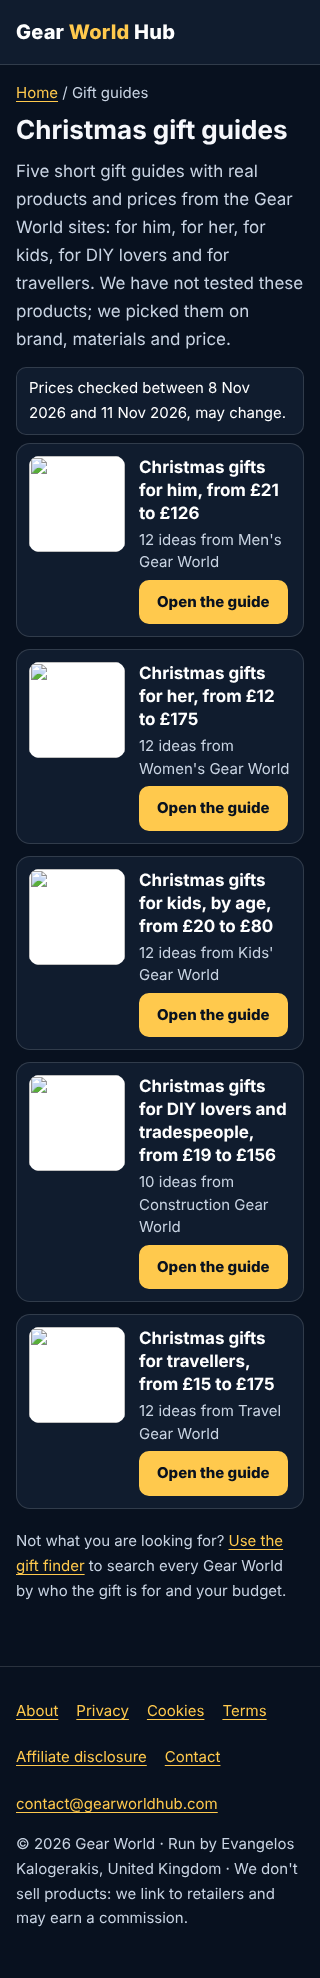 Gear World Hub
Home / Gift guides
Christmas gift guides
Five short gift guides with real
products and prices from the Gear
World sites: for him, for her, for
kids, for DIY lovers and for
travellers. We have not tested these
products; we picked them on
brand, materials and price.
Prices checked between 8 Nov
2026 and 11 Nov 2026, may change.
Christmas gifts
for him, from £21
to £126
12 ideas from Men's
Gear World
Open the guide
Christmas gifts
for her, from £12
to £175
12 ideas from
Women's Gear World
Open the guide
Christmas gifts
for kids, by age,
from £20 to £80
12 ideas from Kids'
Gear World
Open the guide
Christmas gifts
for DIY lovers and
tradespeople,
from £19 to £156
10 ideas from
Construction Gear
World
Open the guide
Christmas gifts
for travellers,
from £15 to £175
12 ideas from Travel
Gear World
Open the guide
Not what you are looking for? Use the
gift finder to search every Gear World
by who the gift is for and your budget.
About Privacy Cookies Terms
Affiliate disclosure Contact
contact@gearworldhub.com
© 2026 Gear World · Run by Evangelos
Kalogerakis, United Kingdom · We don't
sell products: we link to retailers and
may earn a commission.